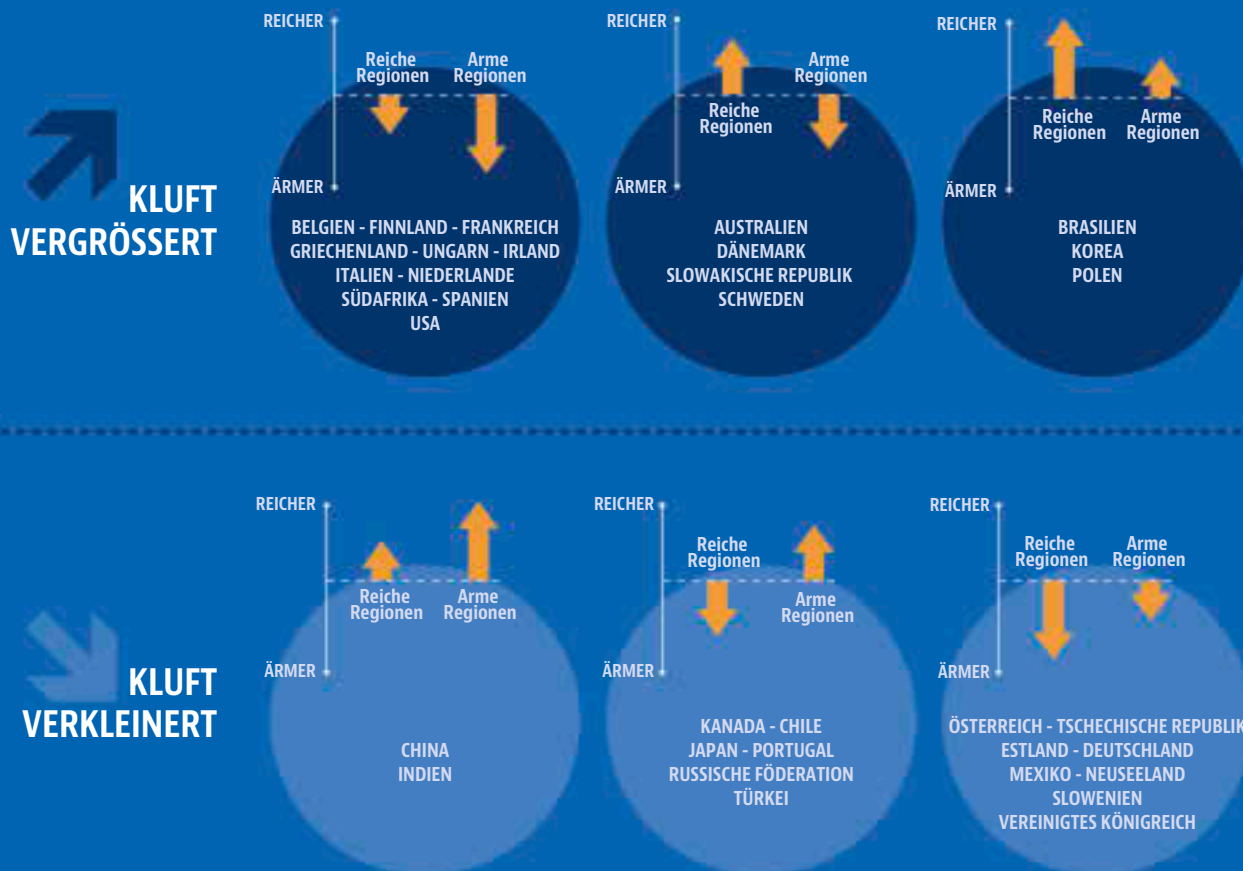 KLUFT
VERGRÖSSERT
REICHER
Reiche
Regionen
Arme
Regionen
ÄRMER
BELGIEN - FINNLAND - FRANKREICH
GRIECHENLAND - UNGARN - IRLAND
ITALIEN - NIEDERLANDE
SÜDAFRIKA - SPANIEN
USA
REICHER
Reiche
Regionen
Arme
Regionen
ÄRMER
AUSTRALIEN
DÄNEMARK
SLOWAKISCHE REPUBLIK
SCHWEDEN
REICHER
Reiche
Regionen
Arme
Regionen
ÄRMER
BRASILIEN
KOREA
POLEN
KLUFT
VERKLEINERT
REICHER
Reiche
Regionen
Arme
Regionen
ÄRMER
CHINA
INDIEN
REICHER
Reiche
Regionen
Arme
Regionen
ÄRMER
KANADA - CHILE
JAPAN - PORTUGAL
RUSSISCHE FÖDERATION
TÜRKEI
REICHER
Reiche
Regionen
Arme
Regionen
ÄRMER
ÖSTERREICH - TSCHECHISCHE REPUBLIK
ESTLAND - DEUTSCHLAND
MEXIKO - NEUSEELAND
SLOWENIEN
VEREINIGTES KÖNIGREICH